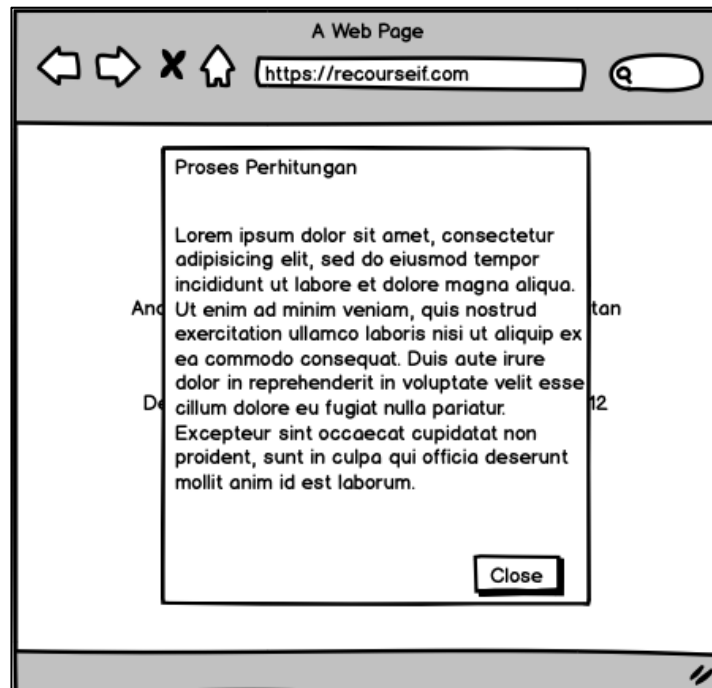 A Web Page
https://recourseif.com
Proses Perhitungan
Lorem ipsum dolor sit amet, consectetur
adipisicing elit, sed do eiusmod tempor
incididunt ut labore et dolore magna aliqua.
Ut enim ad minim veniam, quis nostrud
exercitation ullamco laboris nisi ut aliquip ex
ea commodo consequat. Duis aute irure
dolor in reprehenderit in voluptate velit esse
cillum dolore eu fugiat nulla pariatur.
Excepteur sint occaecat cupidatat non
proident, sunt in culpa qui officia deserunt
mollit anim id est laborum.
Close